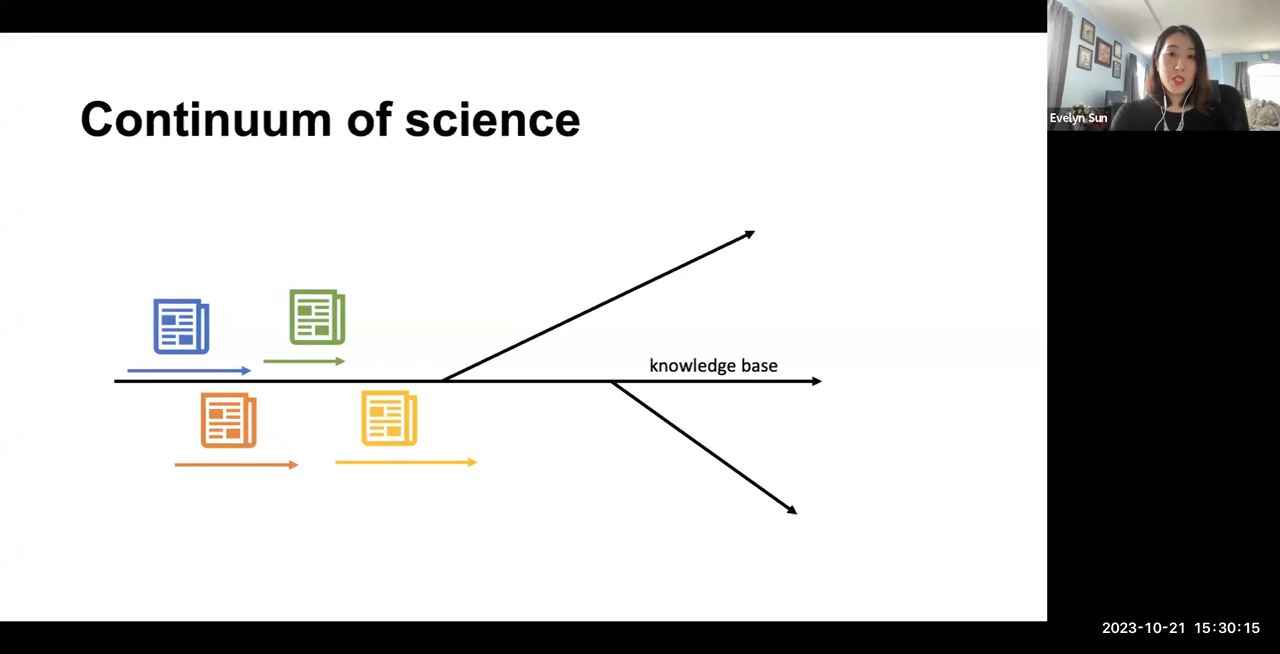 Continuum of science
knowledge base
Evelyn Sun
2023-10-21 15:30:15